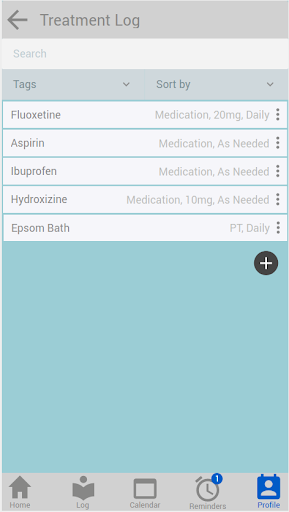 Treatment Log
Search
Tags Sort by
Fluoxetine Medication, 20mg, Daily
Aspirin Medication, As Needed
Ibuprofen Medication, As Needed
Hydroxizine Medication, 10mg, As Needed
Epsom Bath PT, Daily
1
Home Log Calendar Reminders Profile